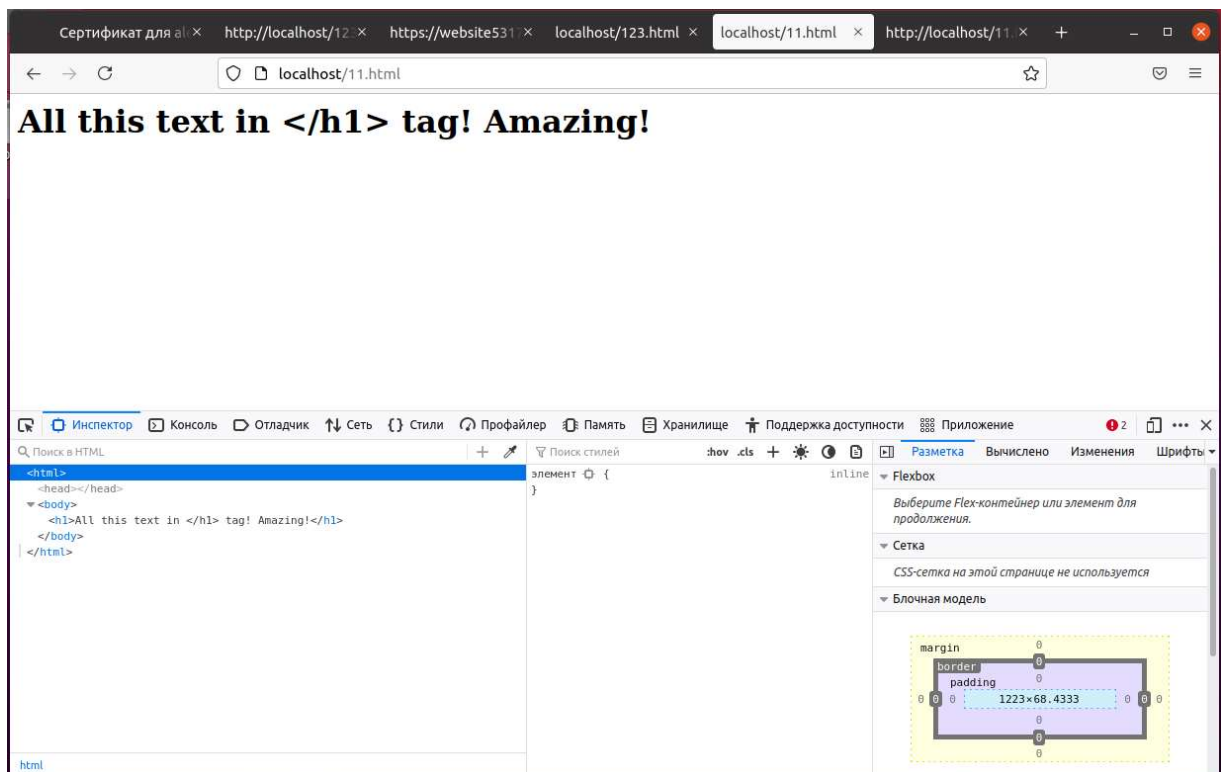 Сертификат для al × http://localhost/123 × https://website5317 × localhost/123.html × localhost/11.html × http://localhost/11. × +
localhost/11.html
All this text in </h1> tag! Amazing!
Инспектор Консоль Отладчик Сеть {} Стили Профайлер Память Хранилище Поддержка доступности Приложение 2
Поиск в HTML + Поиск стилей :hov .cls + Разметка Вычислено Изменения Шрифты
<html>
<head></head>
<body>
<h1>All this text in </h1> tag! Amazing!</h1>
</body>
</html>
элемент { inline
}
Flexbox
Выберите Flex-контейнер или элемент для
продолжения.
Сетка
CSS-сетка на этой странице не используется
Блочная модель
margin 0
border 0
padding 0
0 0 0 1223×68.4333 0 0 0
0
0
0
html